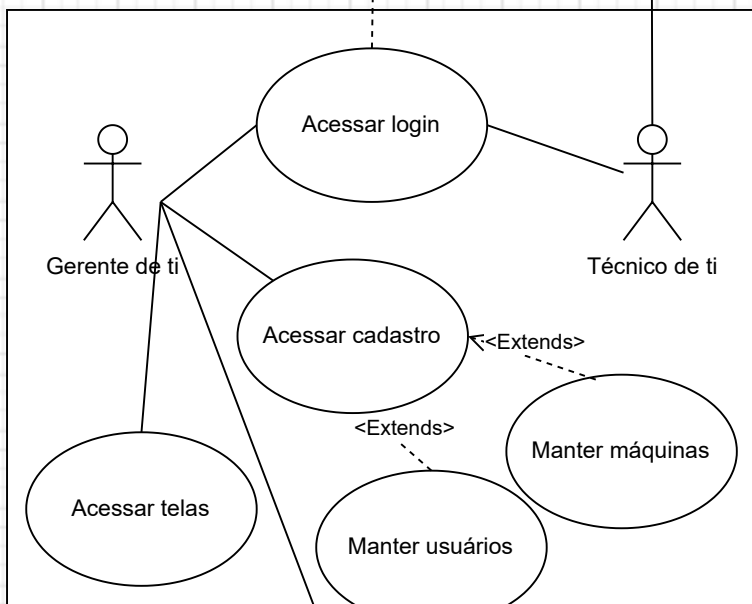 Acessar login
Gerente de ti
Técnico de ti
Acessar cadastro
<Extends>
<Extends>
Manter máquinas
Acessar telas
Manter usuários